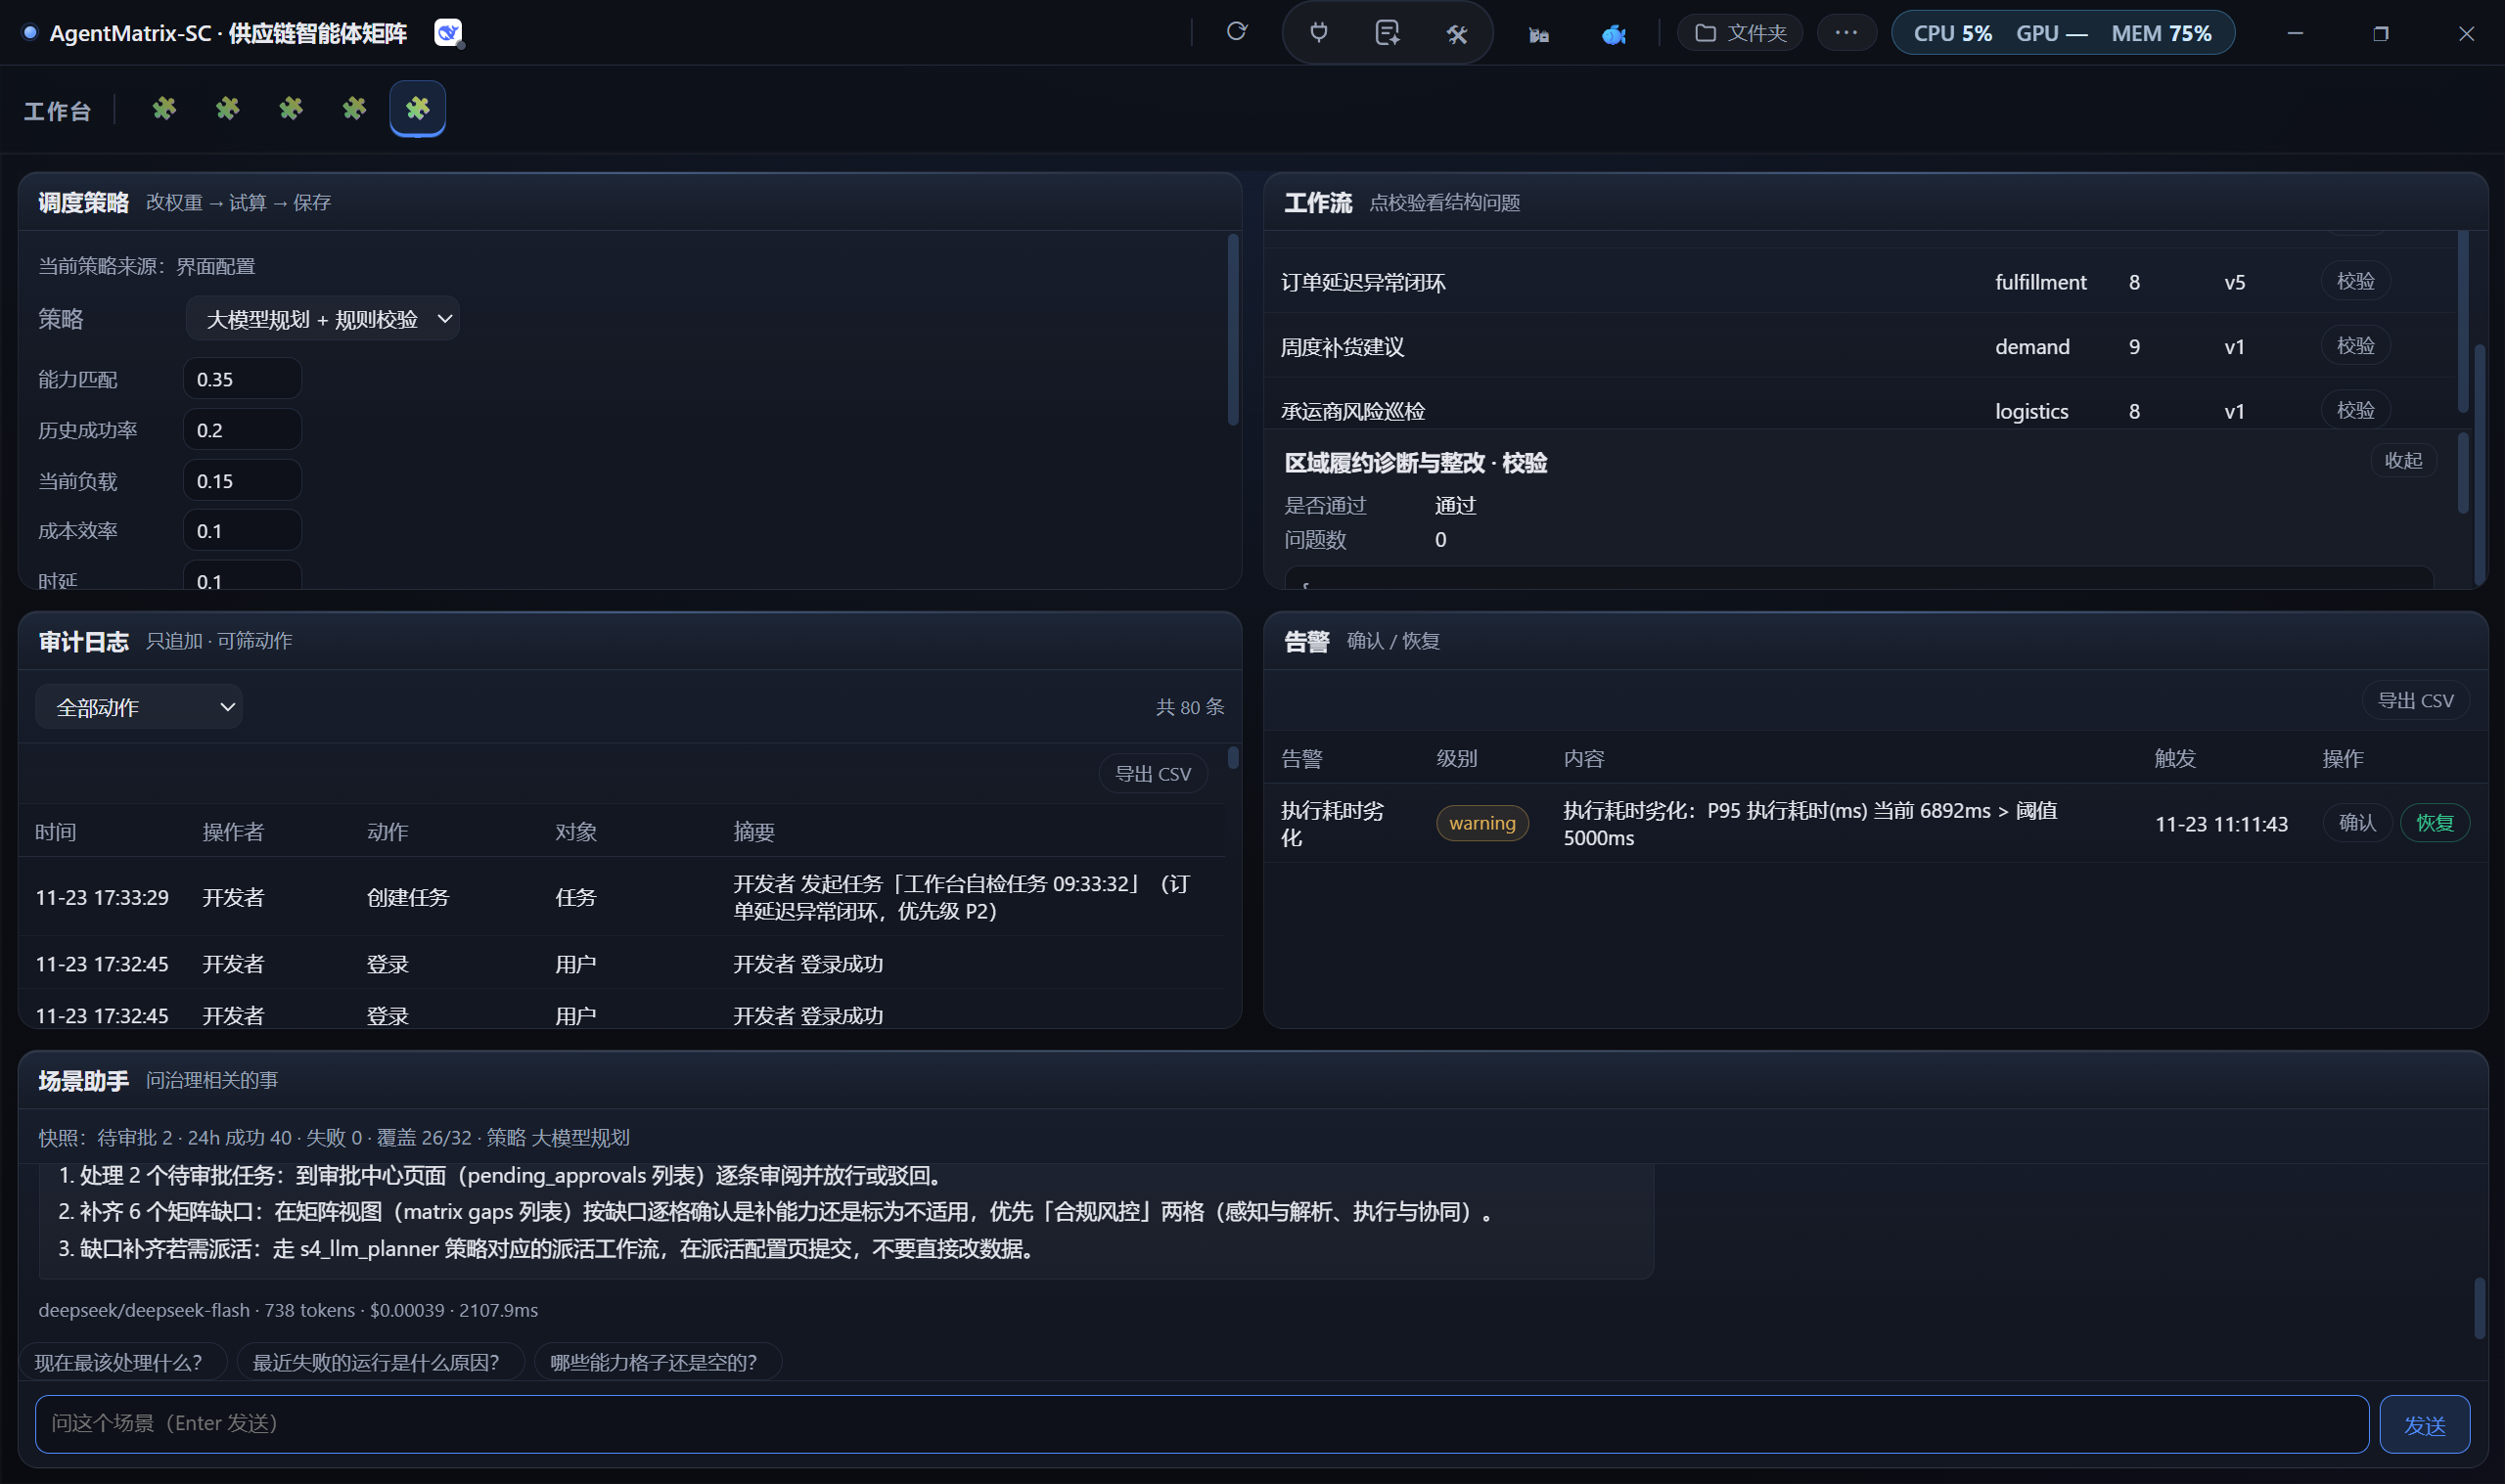 AgentMatrix-SC · 供应链智能体矩阵
文件夹
CPU 5% GPU — MEM 75%
工作台
调度策略 改权重 → 试算 → 保存
当前策略来源：界面配置
策略 大模型规划 + 规则校验
能力匹配 0.35
历史成功率 0.2
当前负载 0.15
成本效率 0.1
时延 0.1
工作流 点校验看结构问题
订单延迟异常闭环 fulfillment 8 v5 校验
周度补货建议 demand 9 v1 校验
承运商风险巡检 logistics 8 v1 校验
区域履约诊断与整改 · 校验 收起
是否通过 通过
问题数 0
审计日志 只追加 · 可筛动作
全部动作 共 80 条
导出 CSV
时间 操作者 动作 对象 摘要
11-23 17:33:29 开发者 创建任务 任务 开发者 发起任务「工作台自检任务 09:33:32」（订
单延迟异常闭环，优先级 P2）
11-23 17:32:45 开发者 登录 用户 开发者 登录成功
11-23 17:32:45 开发者 登录 用户 开发者 登录成功
告警 确认 / 恢复
导出 CSV
告警 级别 内容 触发 操作
执行耗时劣
化
warning
执行耗时劣化：P95 执行耗时(ms) 当前 6892ms > 阈值
5000ms
11-23 11:11:43 确认 恢复
场景助手 问治理相关的事
快照：待审批 2 · 24h 成功 40 · 失败 0 · 覆盖 26/32 · 策略 大模型规划
1. 处理 2 个待审批任务：到审批中心页面（pending_approvals 列表）逐条审阅并放行或驳回。
2. 补齐 6 个矩阵缺口：在矩阵视图（matrix gaps 列表）按缺口逐格确认是补能力还是标为不适用，优先「合规风控」两格（感知与解析、执行与协同）。
3. 缺口补齐若需派活：走 s4_llm_planner 策略对应的派活工作流，在派活配置页提交，不要直接改数据。
deepseek/deepseek-flash · 738 tokens · $0.00039 · 2107.9ms
现在最该处理什么？ 最近失败的运行是什么原因？ 哪些能力格子还是空的？
问这个场景（Enter 发送）
发送